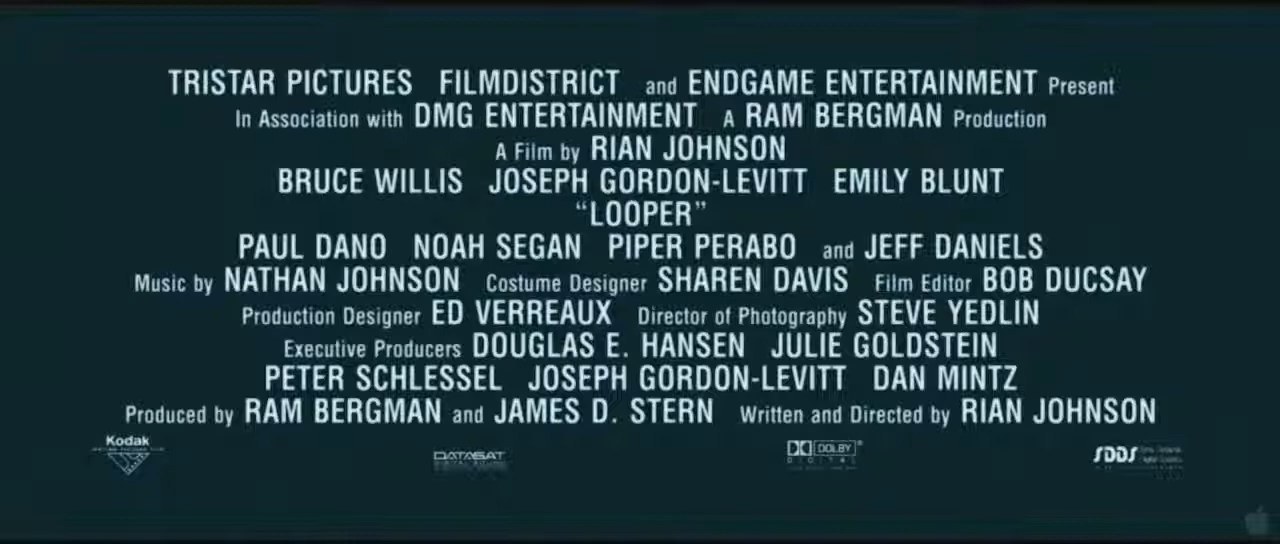 TRISTAR PICTURES FILMDISTRICT and ENDGAME ENTERTAINMENT Present
In Association with DMG ENTERTAINMENT A RAM BERGMAN Production
A Film by RIAN JOHNSON
BRUCE WILLIS JOSEPH GORDON-LEVITT EMILY BLUNT
“LOOPER”
PAUL DANO NOAH SEGAN PIPER PERABO and JEFF DANIELS
Music by NATHAN JOHNSON Costume Designer SHAREN DAVIS Film Editor BOB DUCSAY
Production Designer ED VERREAUX Director of Photography STEVE YEDLIN
Executive Producers DOUGLAS E. HANSEN JULIE GOLDSTEIN
PETER SCHLESSEL JOSEPH GORDON-LEVITT DAN MINTZ
Produced by RAM BERGMAN and JAMES D. STERN Written and Directed by RIAN JOHNSON
Kodak DATASAT DOLBY SDDS
DIGITAL